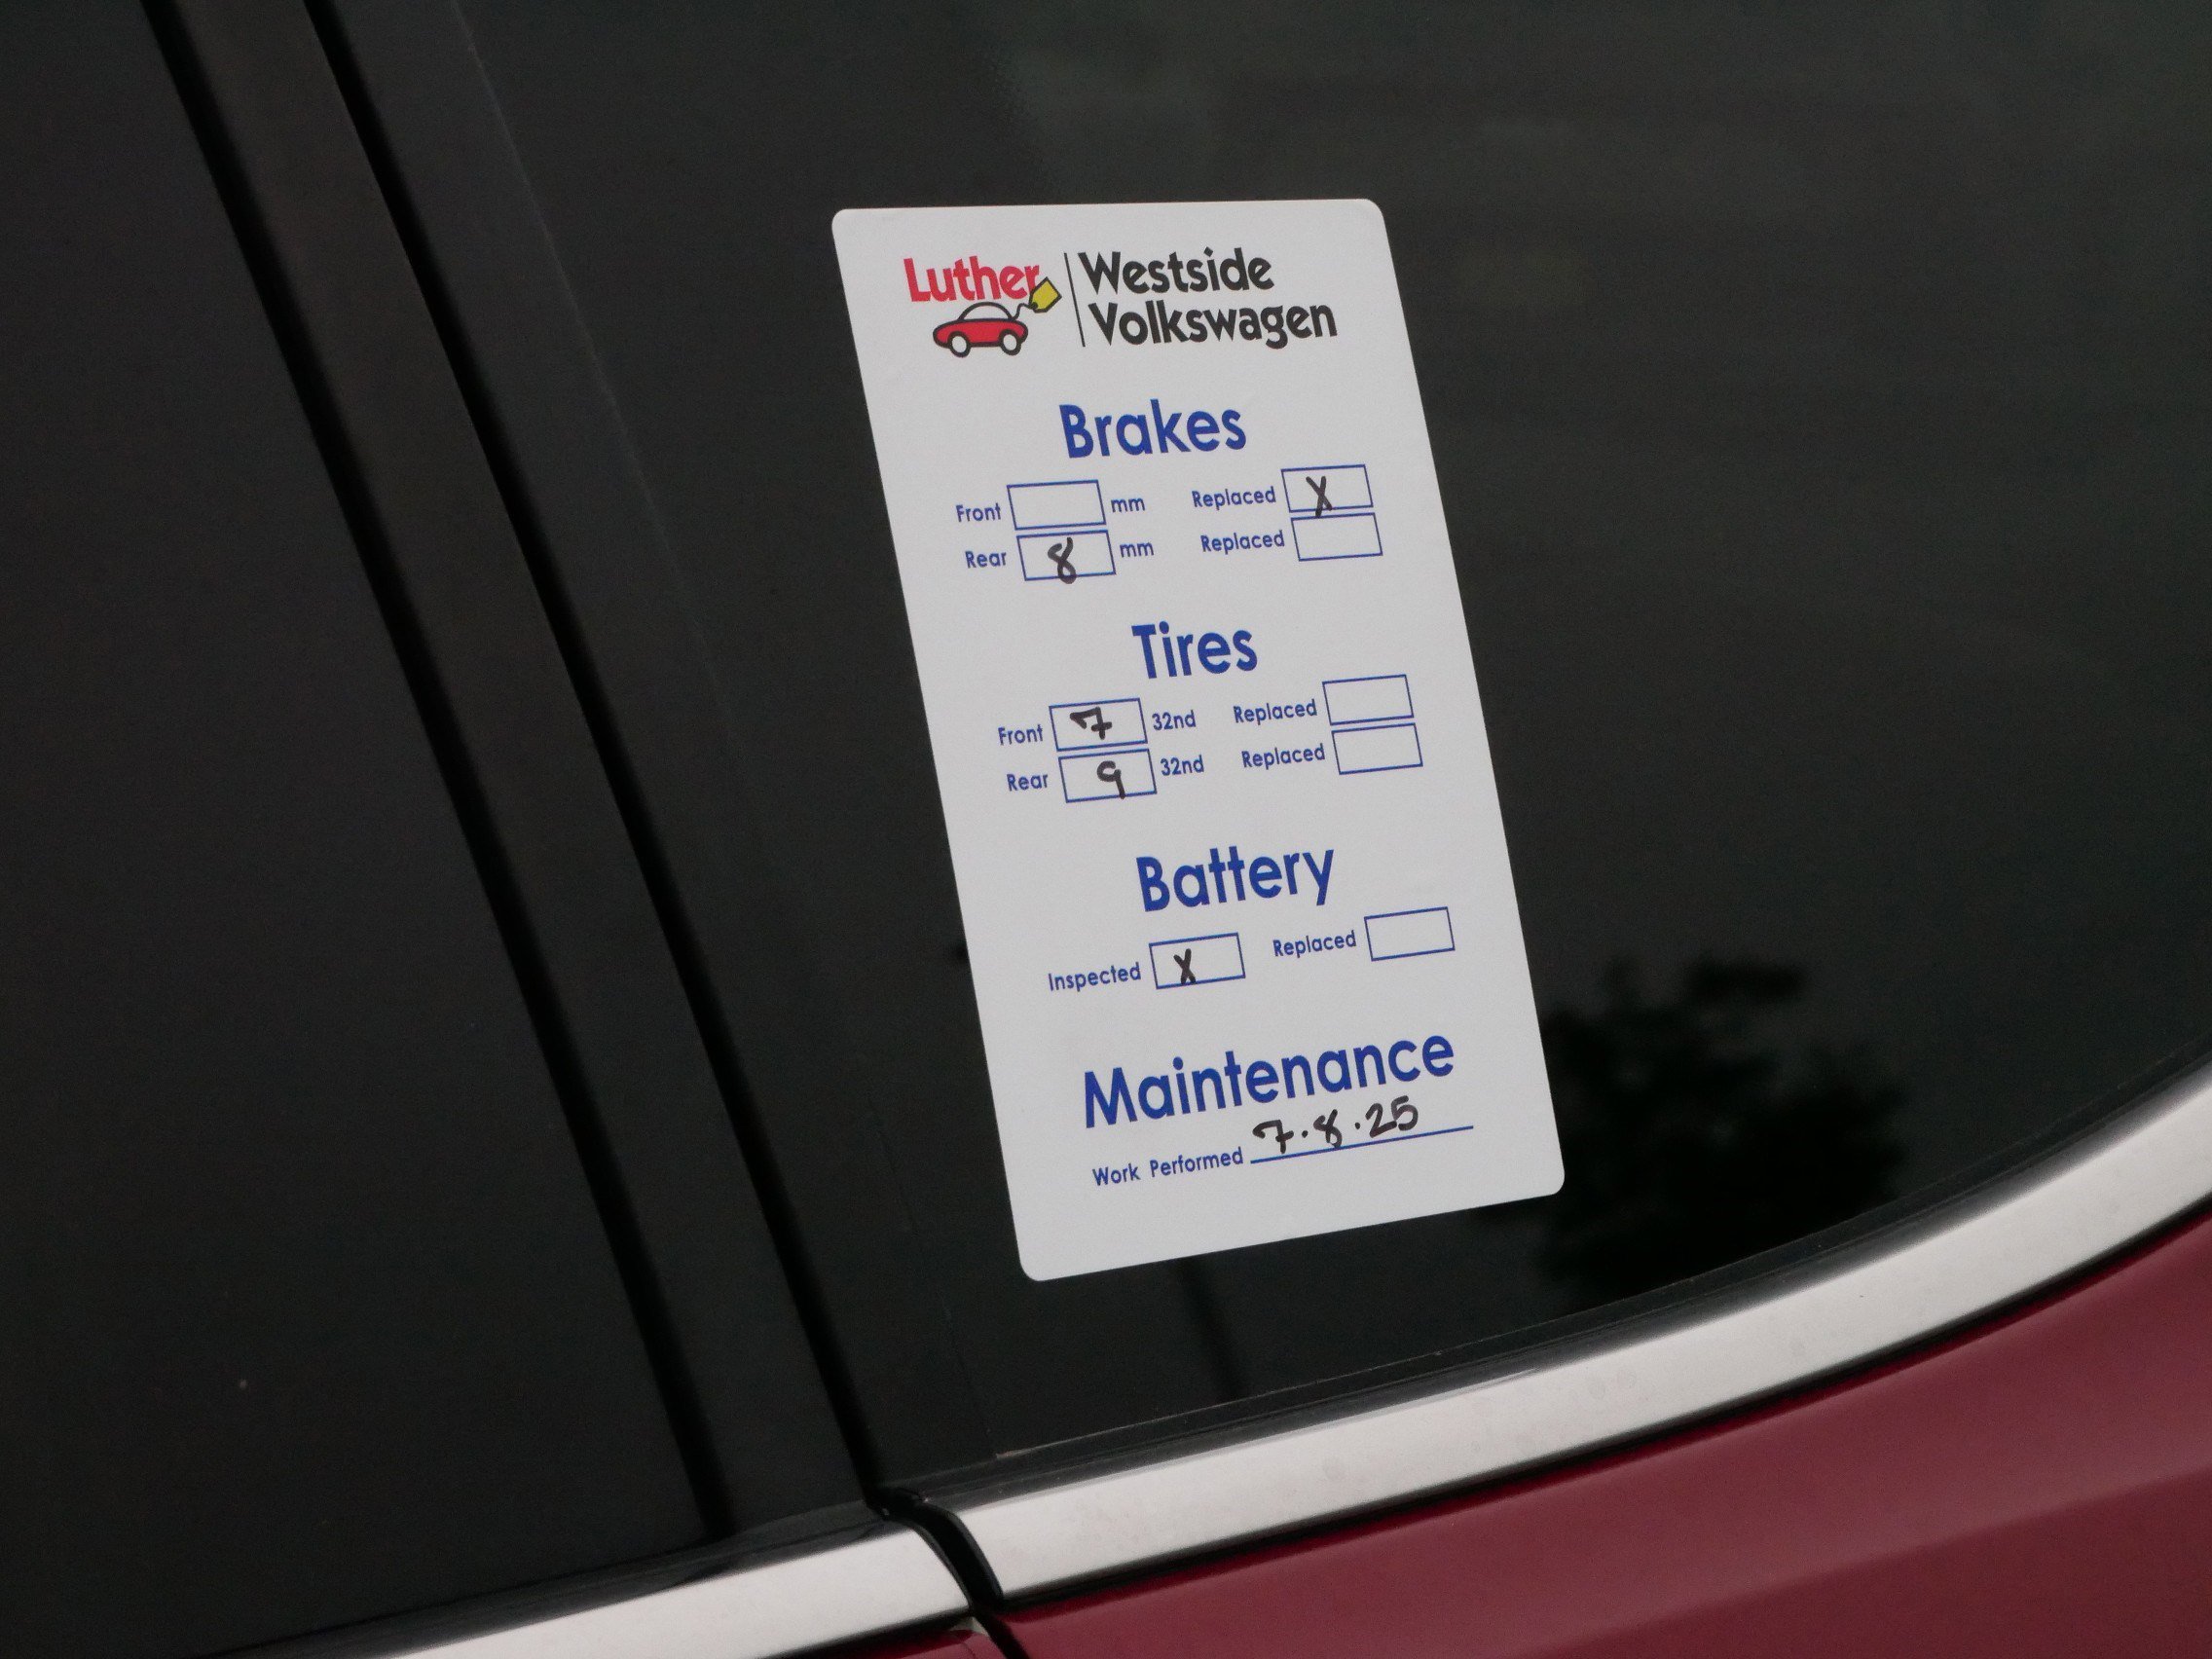 Luther Westside
Volkswagen
Brakes
Front mm Replaced X
Rear 8 mm Replaced
Tires
Front 7 32nd Replaced
Rear 9 32nd Replaced
Battery
Inspected X Replaced
Maintenance
Work Performed 7.8.25